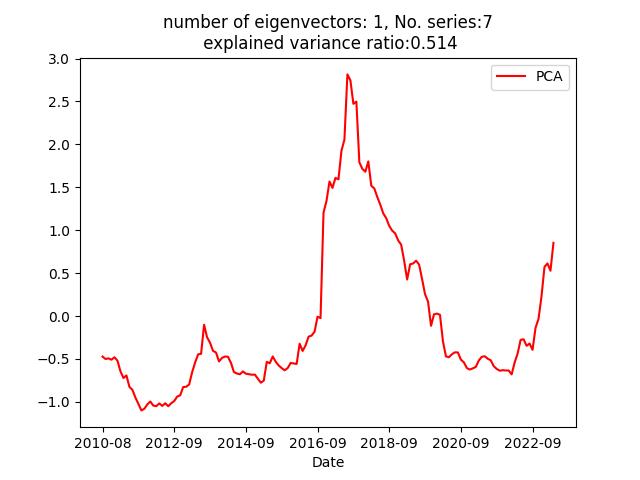 number of eigenvectors: 1, No. series:7
explained variance ratio:0.514
PCA
3.0
2.5
2.0
1.5
1.0
0.5
0.0
−0.5
−1.0
2010-08 2012-09 2014-09 2016-09 2018-09 2020-09 2022-09
Date